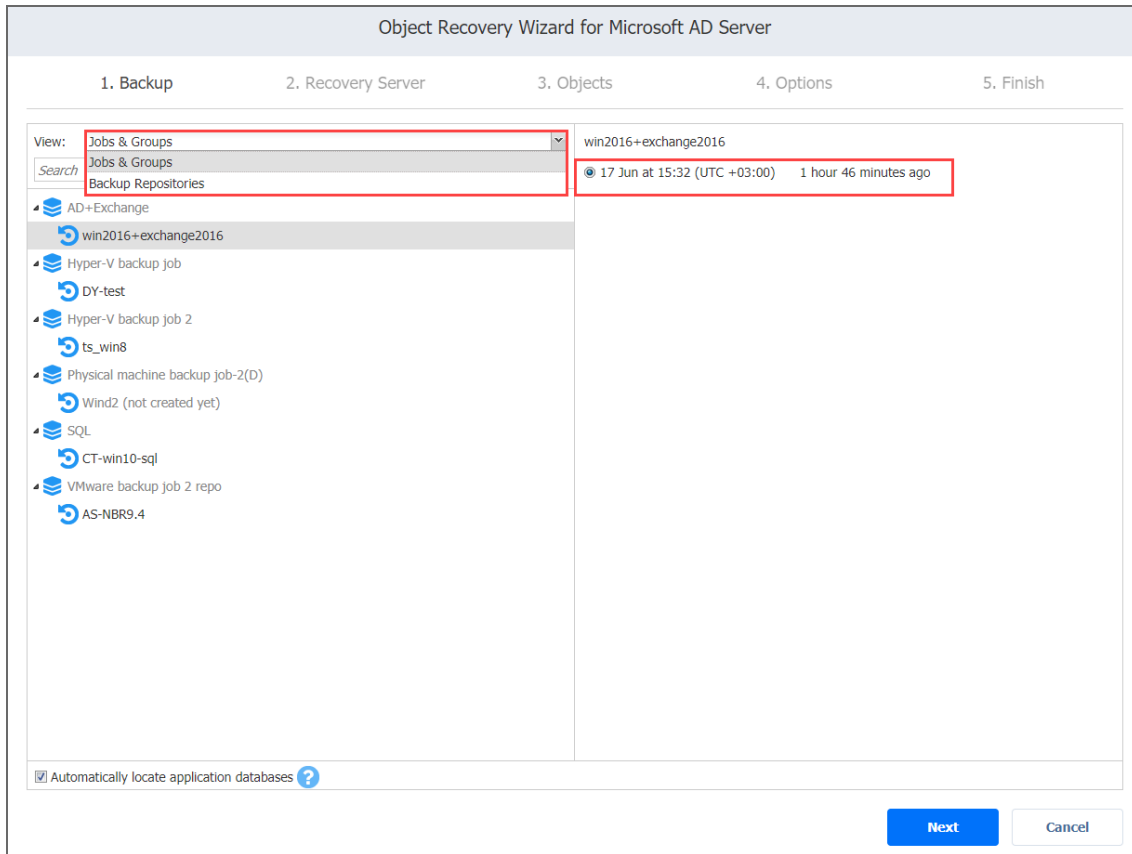 Object Recovery Wizard for Microsoft AD Server
1. Backup 2. Recovery Server 3. Objects 4. Options 5. Finish
View: Jobs & Groups
Jobs & Groups
Backup Repositories
Search
AD+Exchange
win2016+exchange2016
Hyper-V backup job
DY-test
Hyper-V backup job 2
ts_win8
Physical machine backup job-2(D)
Wind2 (not created yet)
SQL
CT-win10-sql
VMware backup job 2 repo
AS-NBR9.4
win2016+exchange2016
17 Jun at 15:32 (UTC +03:00) 1 hour 46 minutes ago
Automatically locate application databases ?
Next Cancel